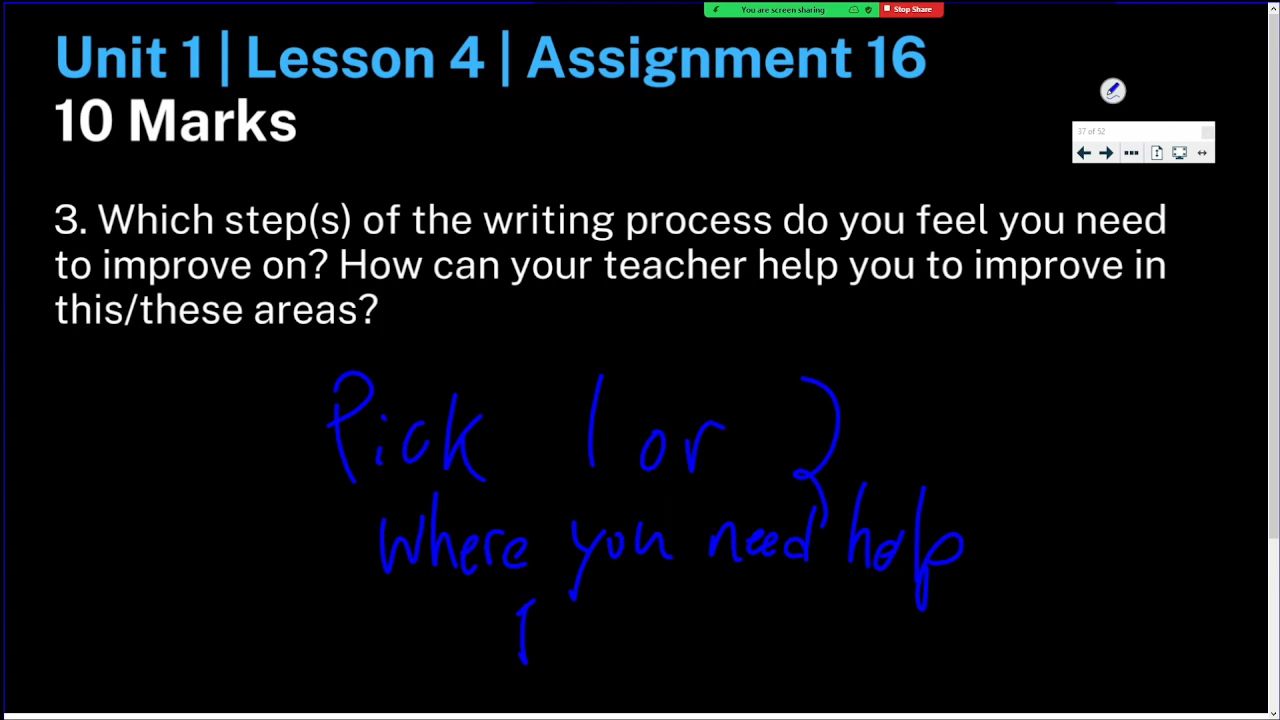 You are screen sharing Stop Share
Unit 1 | Lesson 4 | Assignment 16
10 Marks
37 of 52
3. Which step(s) of the writing process do you feel you need
to improve on? How can your teacher help you to improve in
this/these areas?
Pick 1 or 2
where you need help